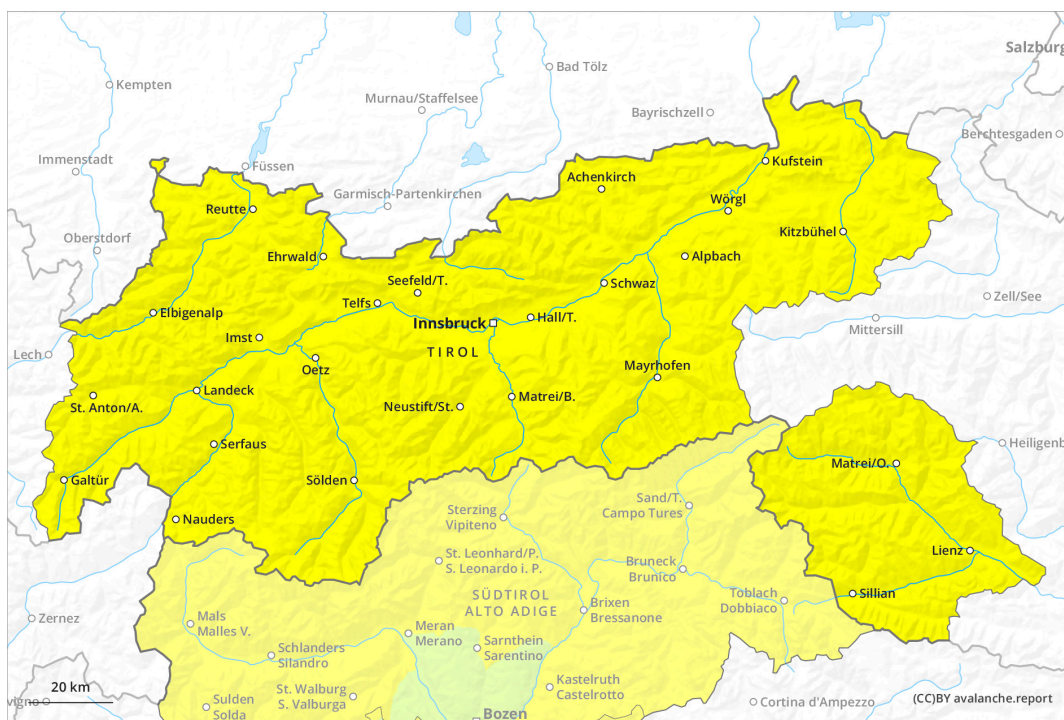 Salzburg
Bad Tölz
Kempten
Murnau/Staffelsee
Bayrischzell
Berchtesgaden
Immenstadt
Füssen
Kufstein
Achenkirch
Garmisch-Partenkirchen
Wörgl
Reutte
Kitzbühel
Oberstdorf
Ehrwald
Alpbach
Seefeld/T.
Schwaz
Zell/See
Telfs
Elbigenalp
Hall/T.
Innsbruck
Mittersill
Imst
Lech
TIROL
Oetz
Mayrhofen
Landeck
Matrei/B.
St. Anton/A.
Neustift/St.
Serfaus
Heiligenb
Matrei/O.
Galtür
Sölden
Sand/T.
Campo Tures
Sterzing
Vipiteno
Nauders
Lienz
St. Leonhard/P.
S. Leonardo i. P.
Bruneck
Brunico
SÜDTIROL
ALTO ADIGE
Sillian
Toblach
Dobbiaco
Brixen
Bressanone
Zernez
Mals
Malles V.
Meran
Merano
Sarnthein
Sarentino
Schlanders
Silandro
Kastelruth
Castelrotto
20 km
St. Walburg
S. Valburga
vigno
Sulden
Solda
Cortina d'Ampezzo
(CC)BY avalanche.report
Bozen